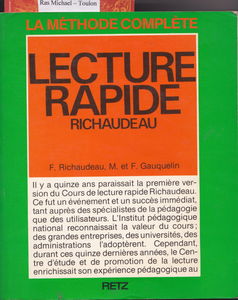 Ras Michael – Toulon
LA MÉTHODE COMPLÈTE
LECTURE
RAPIDE
RICHAUDEAU
F. Richaudeau, M. et F. Gauquelin
Il y a quinze ans paraissait la première ver-
sion du Cours de lecture rapide Richaudeau.
Ce fut un événement et un succès immédiat,
tant auprès des spécialistes de la pédagogie
que des utilisateurs. L'Institut pédagogique
national reconnaissait la valeur du cours ;
des grandes entreprises, des universités, des
administrations l'adoptèrent. Cependant,
durant ces quinze dernières années, le Cen-
tre d'étude et de promotion de la lecture
enrichissait son expérience pédagogique au
RETZ